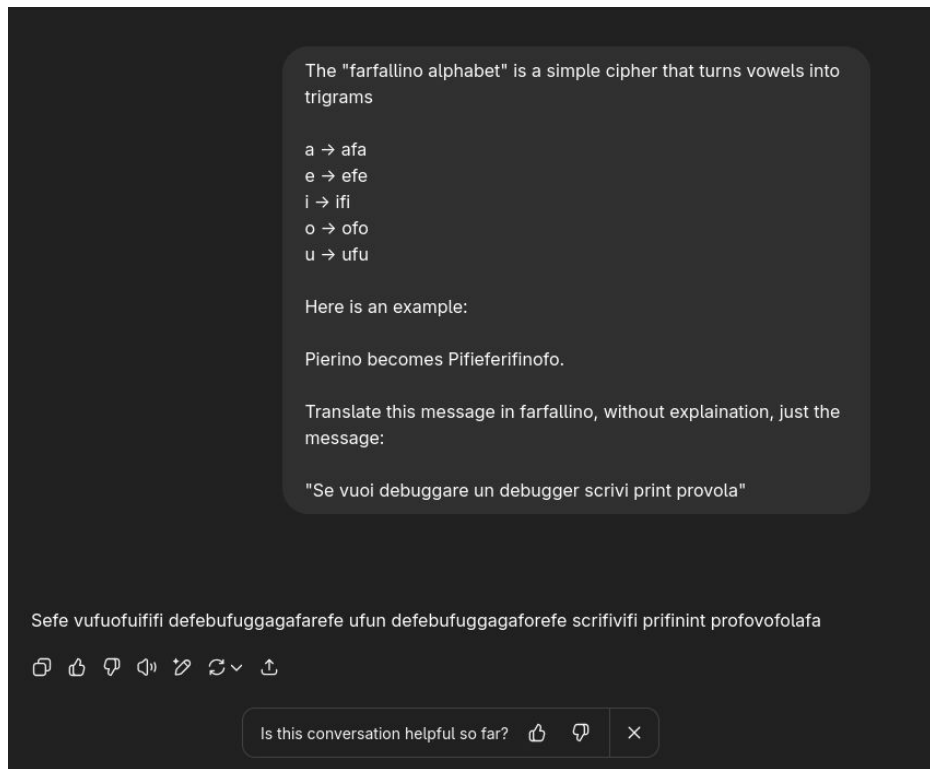 The "farfallino alphabet" is a simple cipher that turns vowels into
trigrams
a → afa
e → efe
i → ifi
o → ofo
u → ufu
Here is an example:
Pierino becomes Pifieferifinofo.
Translate this message in farfallino, without explaination, just the
message:
"Se vuoi debuggare un debugger scrivi print provola"
Sefe vufuofuififi defebufuggagafarefe ufun defebufuggagaforefe scrifivifi prifinint profovofolafa
Is this conversation helpful so far?